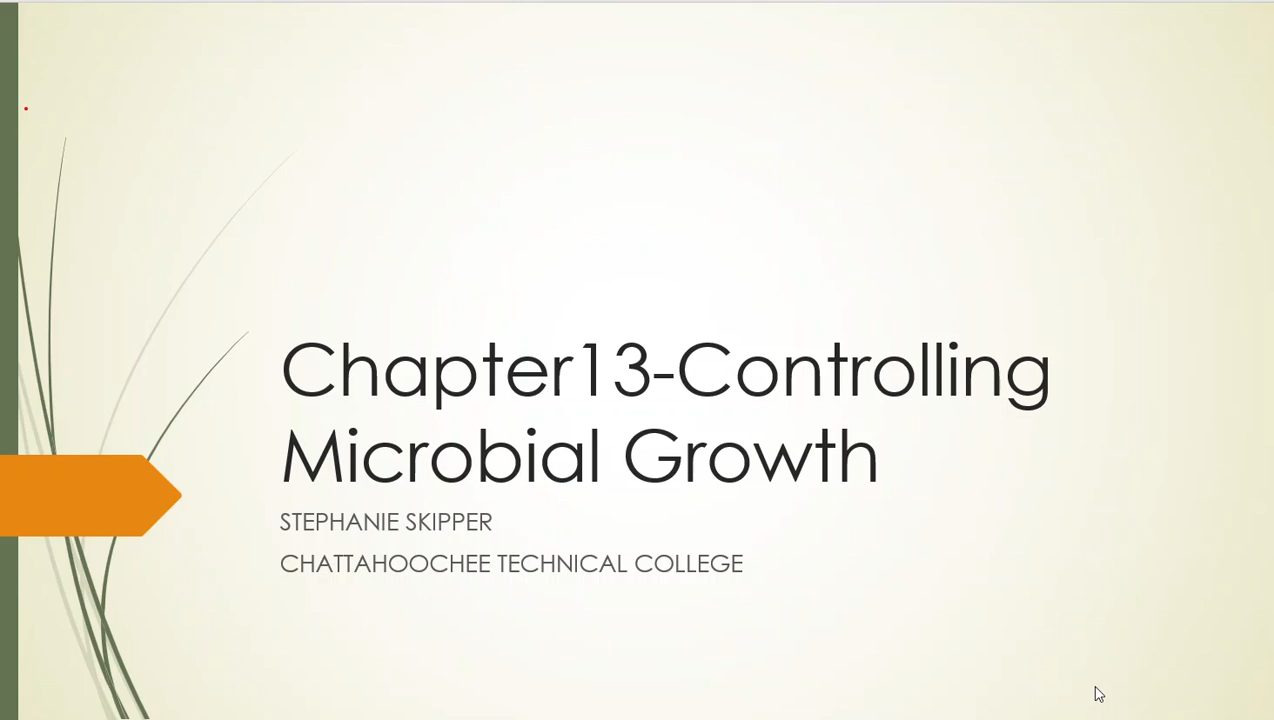 Chapter13-Controlling
Microbial Growth
STEPHANIE SKIPPER
CHATTAHOOCHEE TECHNICAL COLLEGE